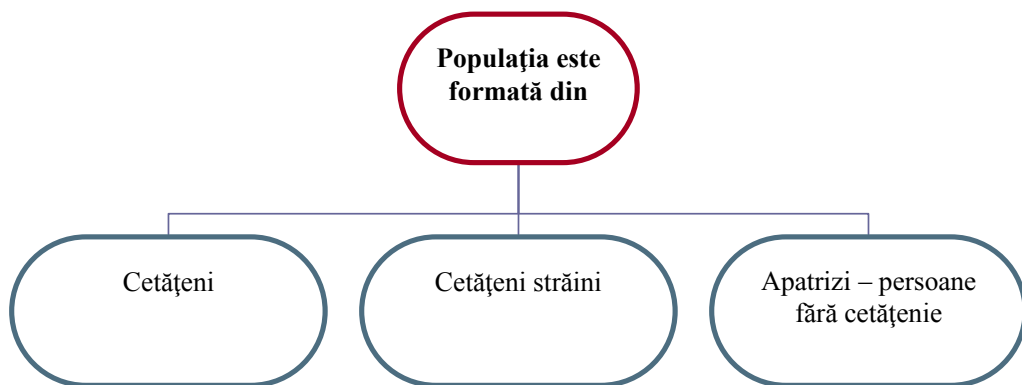 Populaţia este
formată din
Cetăţeni
Cetăţeni străini
Apatrizi – persoane
fără cetăţenie